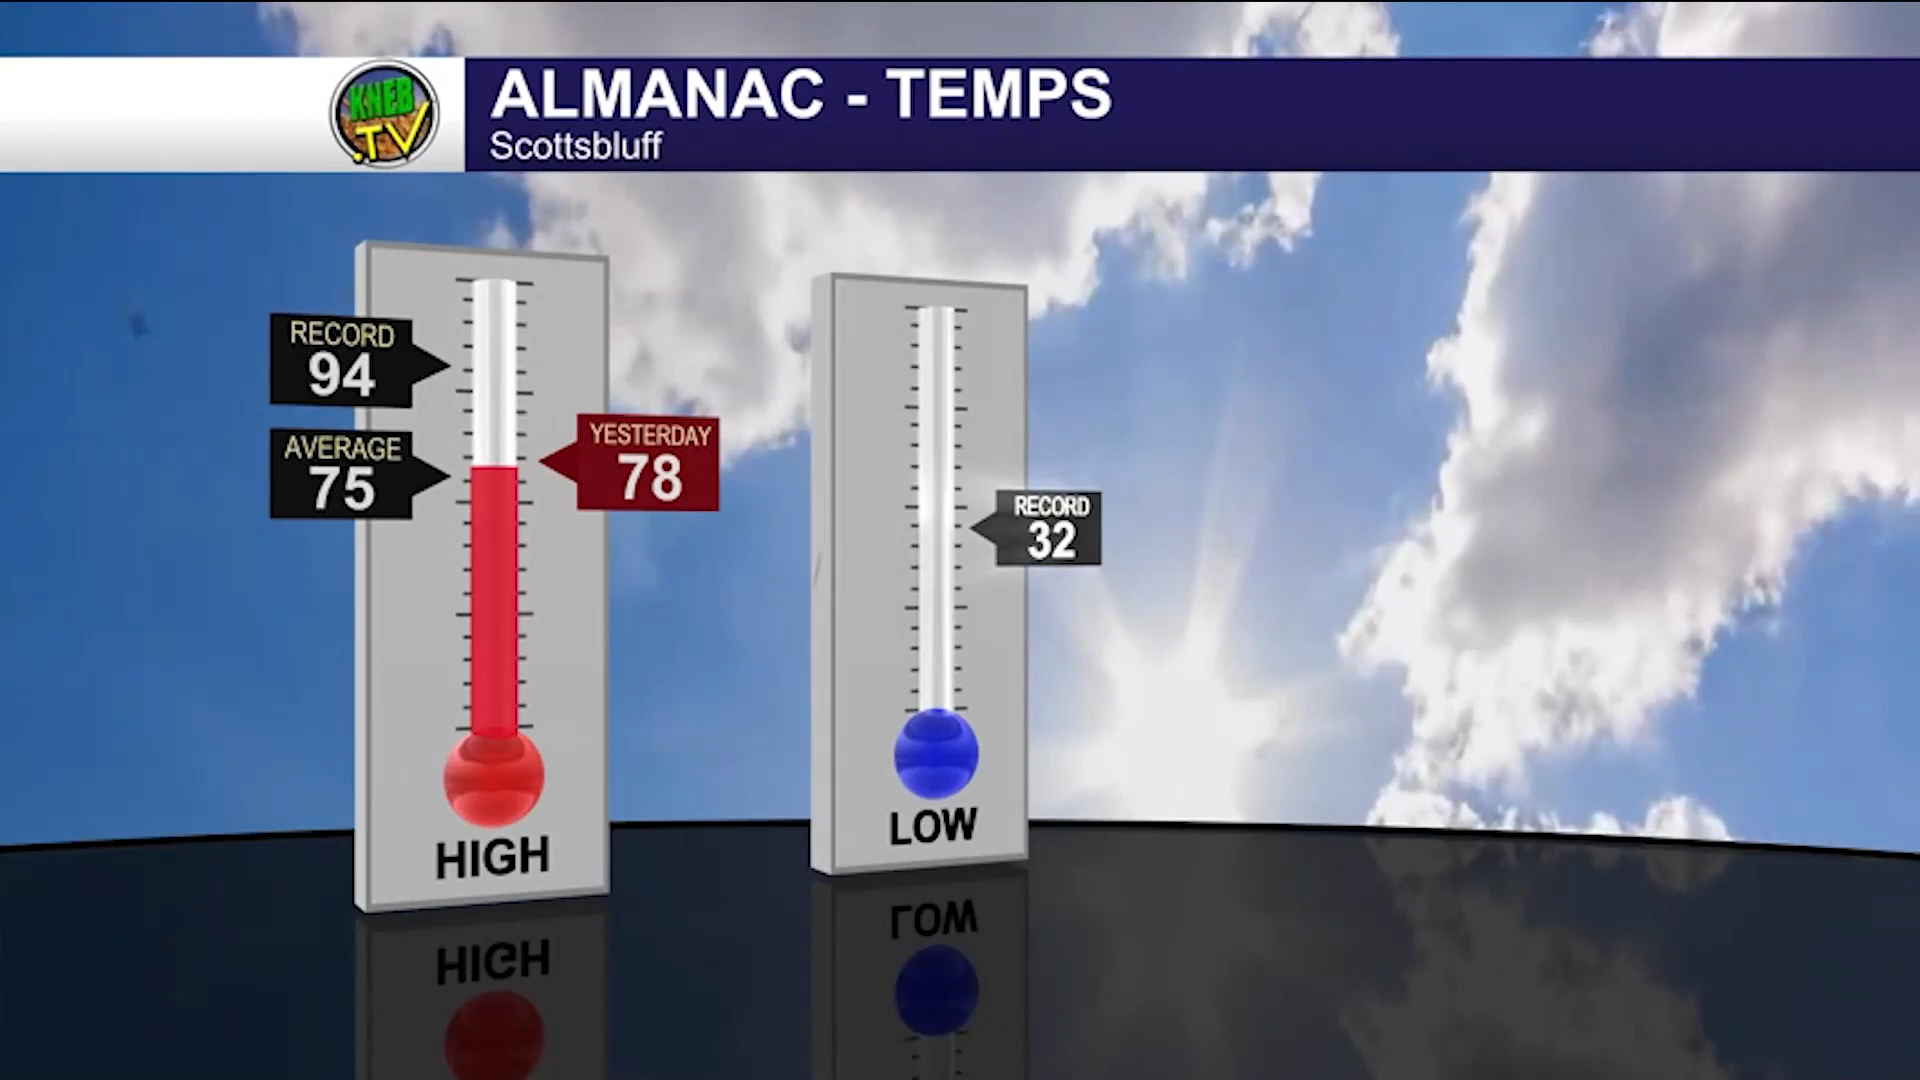 KNEB
.TV
ALMANAC - TEMPS
Scottsbluff
RECORD
94
AVERAGE
75
YESTERDAY
78
RECORD
32
HIGH
LOW